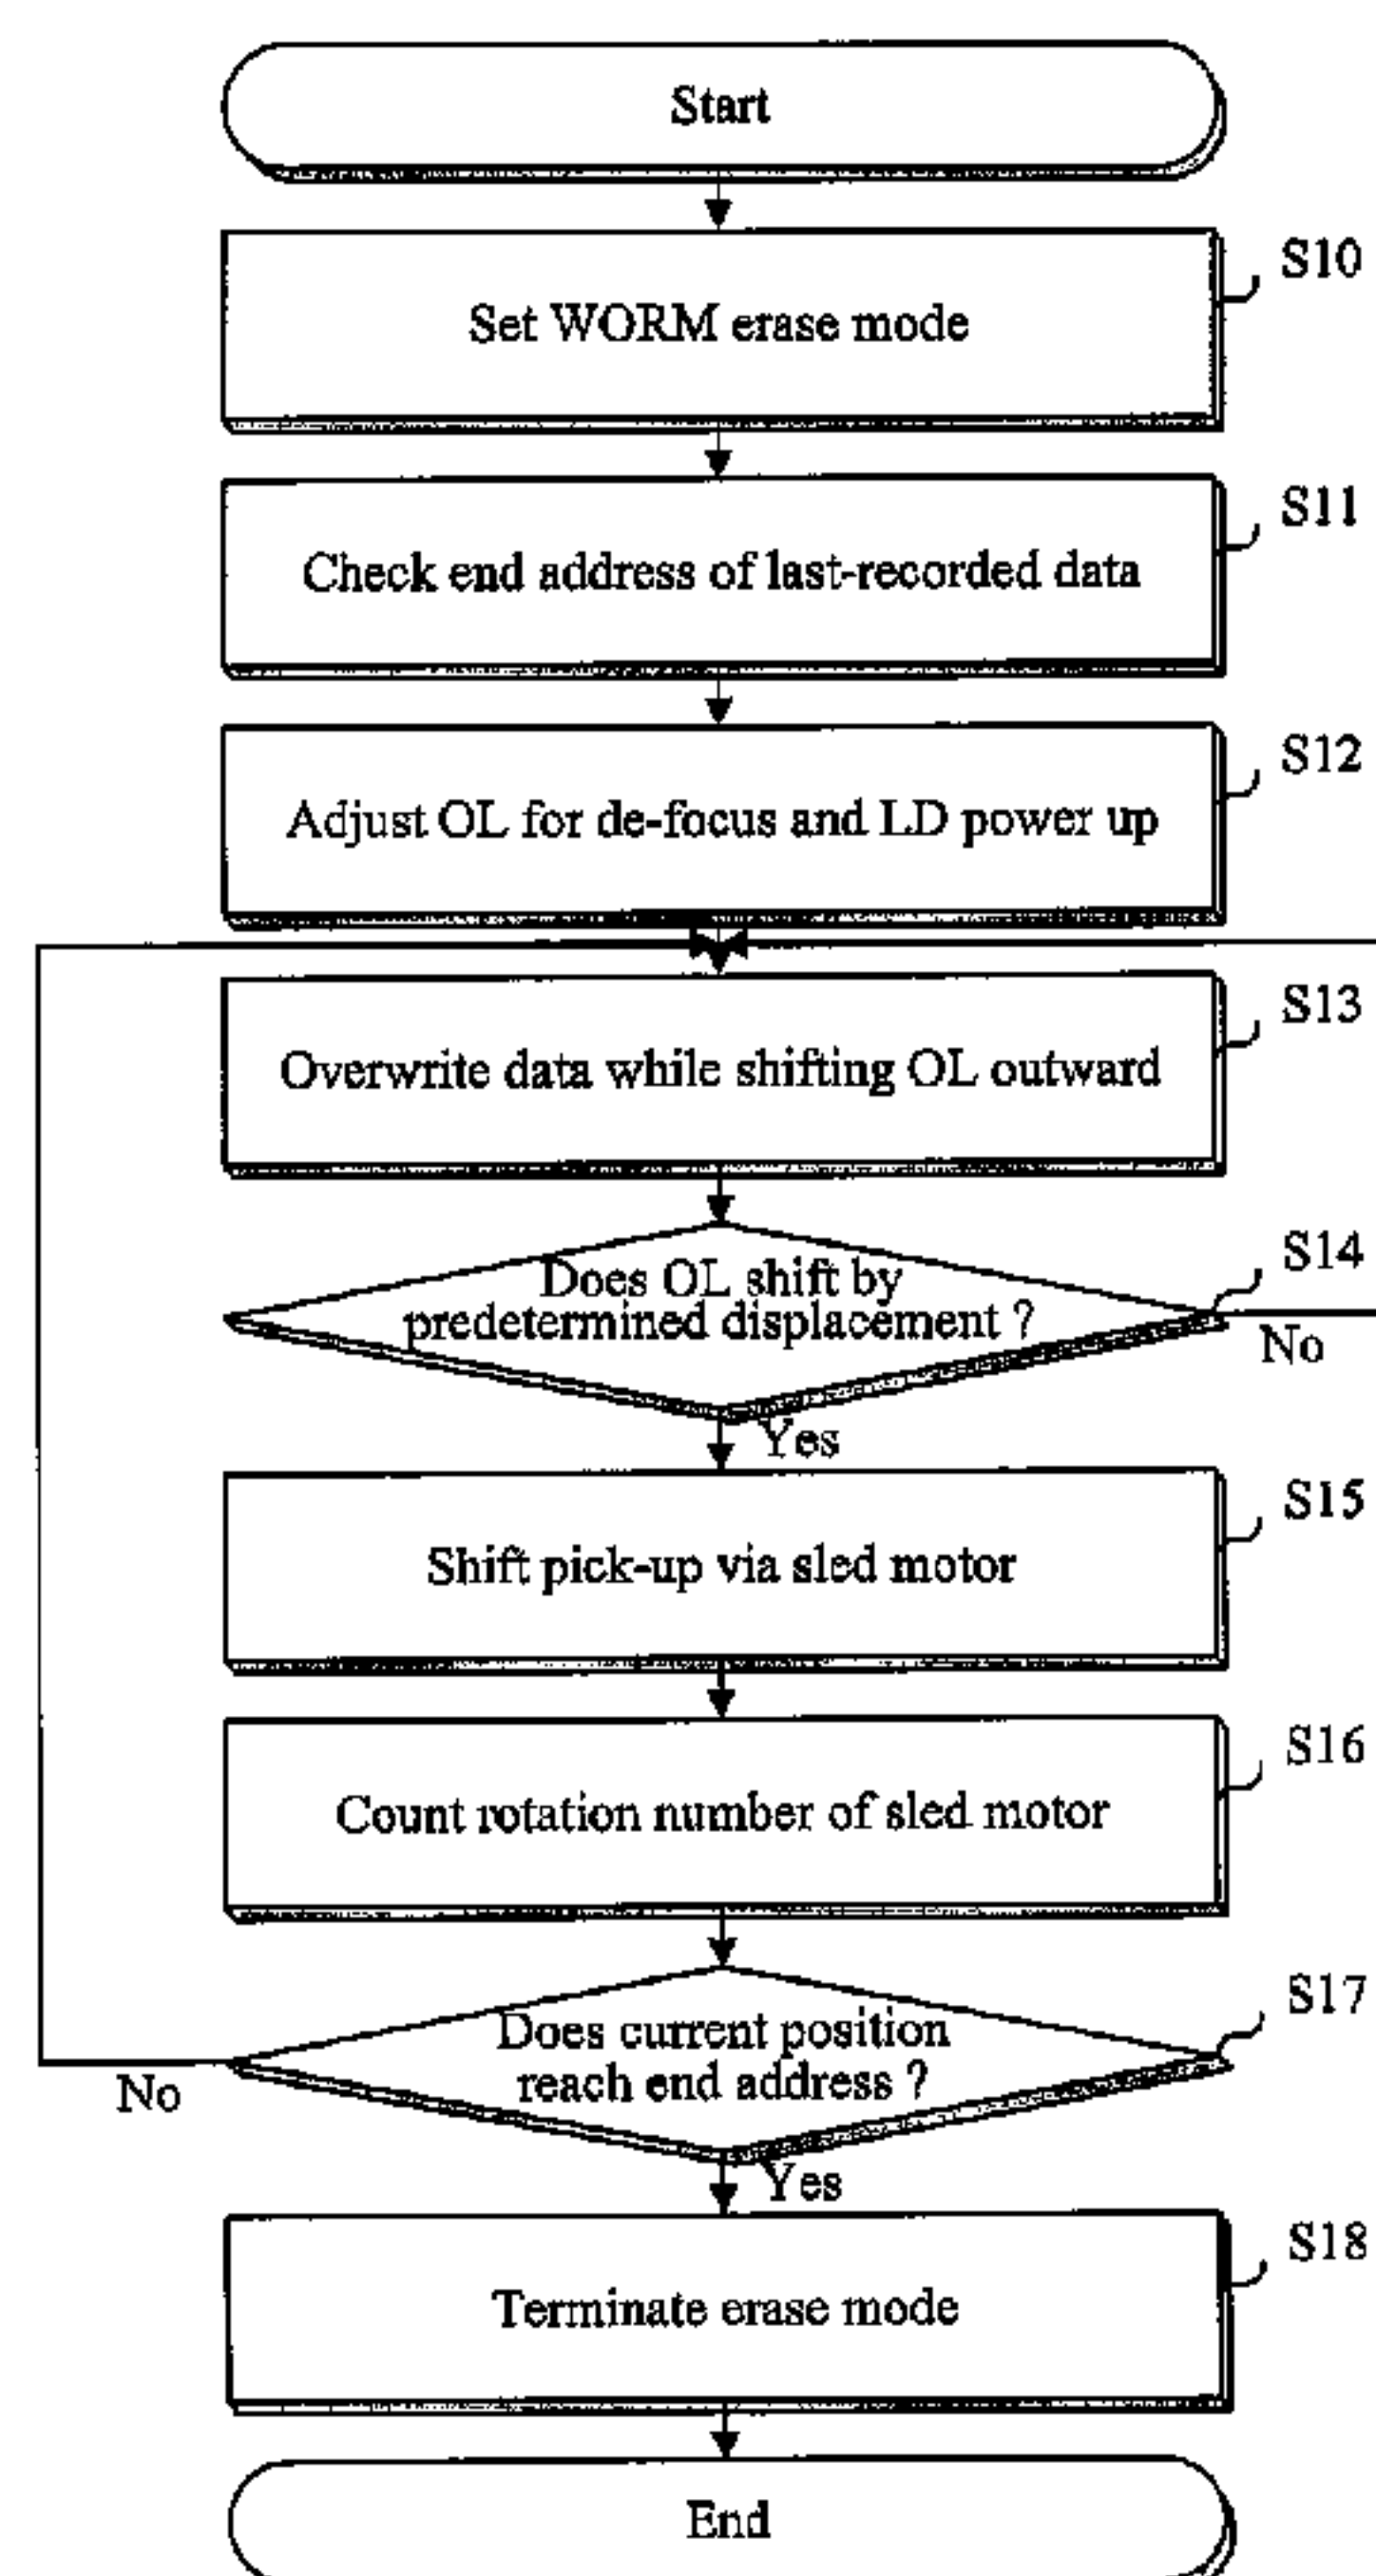 Start
S10
Set WORM erase mode
S11
Check end address of last-recorded data
S12
Adjust OL for de-focus and LD power up
S13
Overwrite data while shifting OL outward
S14
Does OL shift by
predetermined displacement ?
No
Yes
S15
Shift pick-up via sled motor
S16
Count rotation number of sled motor
S17
Does current position
reach end address ?
No
Yes
S18
Terminate erase mode
End